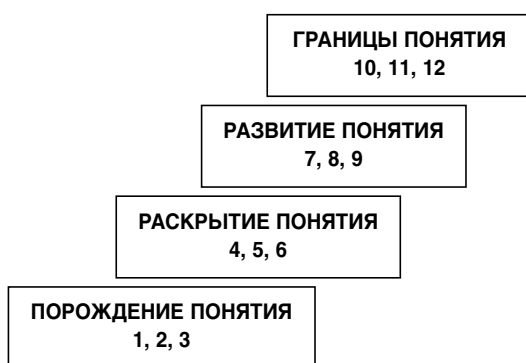 ГРАНИЦЫ ПОНЯТИЯ
10, 11, 12
РАЗВИТИЕ ПОНЯТИЯ
7, 8, 9
РАСКРЫТИЕ ПОНЯТИЯ
4, 5, 6
ПОРОЖДЕНИЕ ПОНЯТИЯ
1, 2, 3